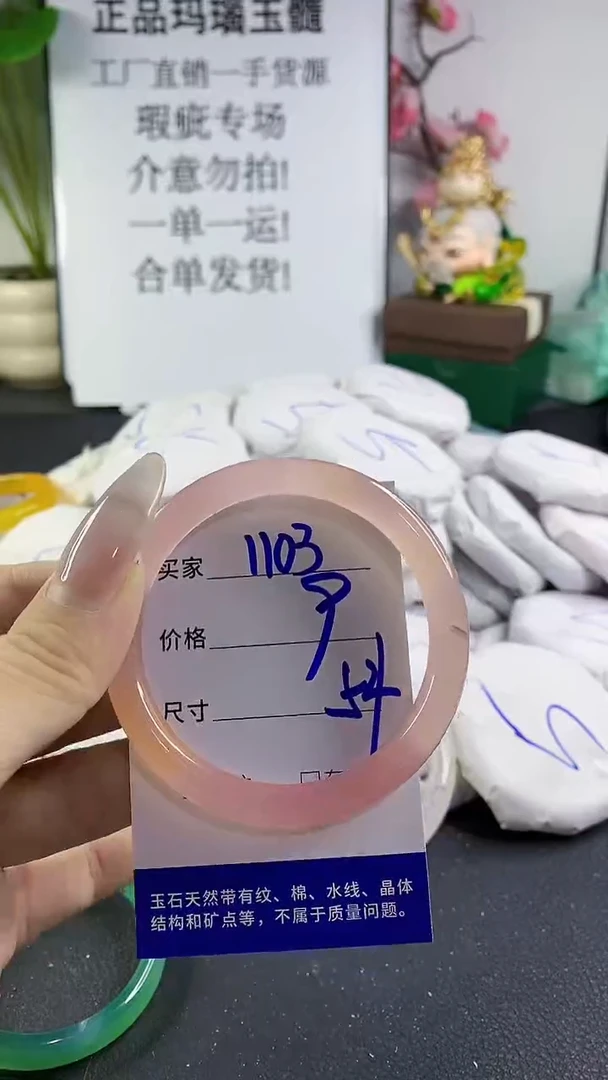 正品玛瑙玉髓
工厂直销一手货源
瑕疵专场
介意勿拍!
一单一运!
合单发货!
买家 1103
价格
尺寸 54
玉石天然带有纹、棉、水线、晶体
结构和矿点等，不属于质量问题。